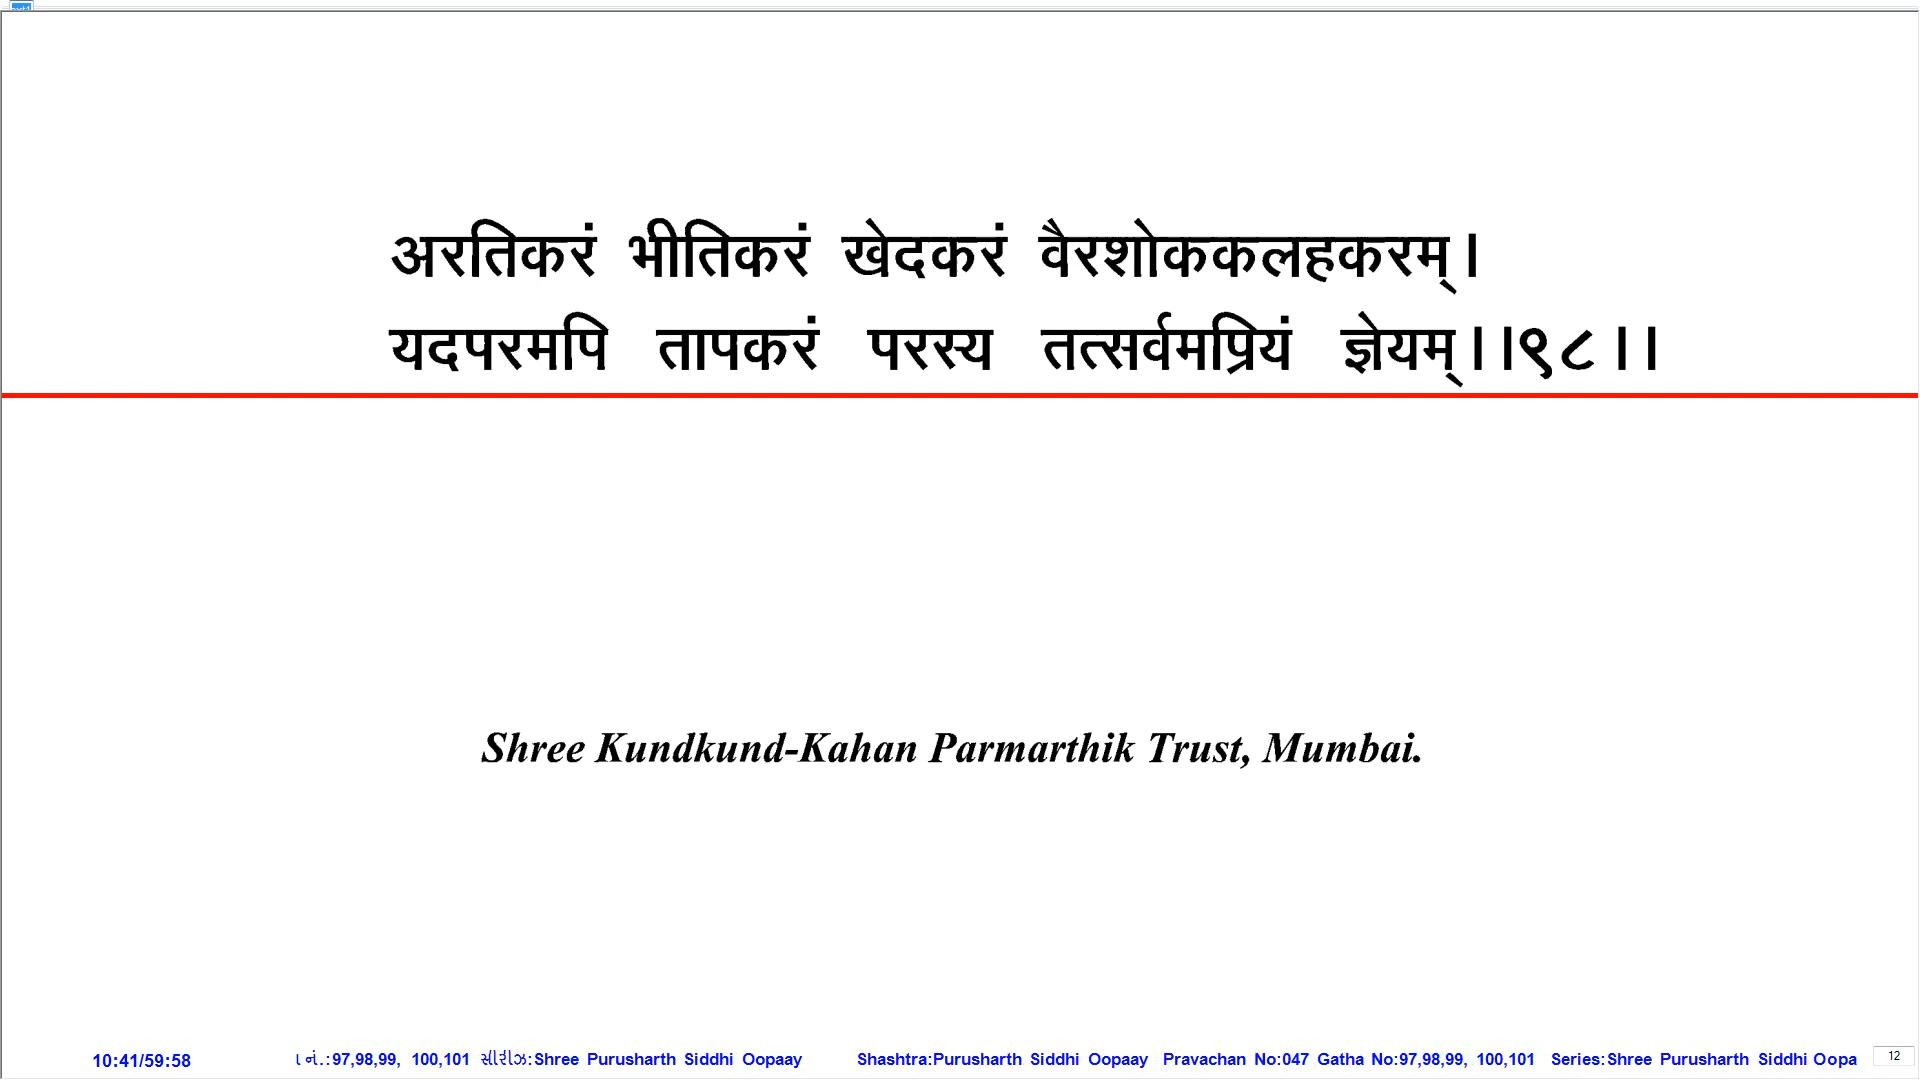 अरतिकरं भीतिकरं खेदकरं वैरशोककलहकरम्।
यदपरमपि तापकरं परस्य तत्सर्वमप्रियं ज्ञेयम्।।९८।।
Shree Kundkund-Kahan Parmarthik Trust, Mumbai.
10:41/59:58 નં.:97,98,99, 100,101 સીરીઝ:Shree Purusharth Siddhi Oopaay Shashtra:Purusharth Siddhi Oopaay Pravachan No:047 Gatha No:97,98,99, 100,101 Series:Shree Purusharth Siddhi Oopa 12